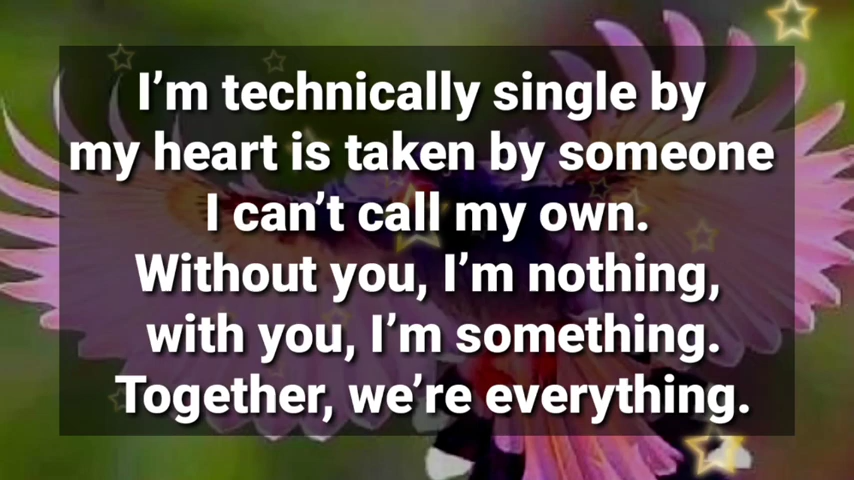 I’m technically single by
my heart is taken by someone
I can’t call my own.
Without you, I’m nothing,
with you, I’m something.
Together, we’re everything.